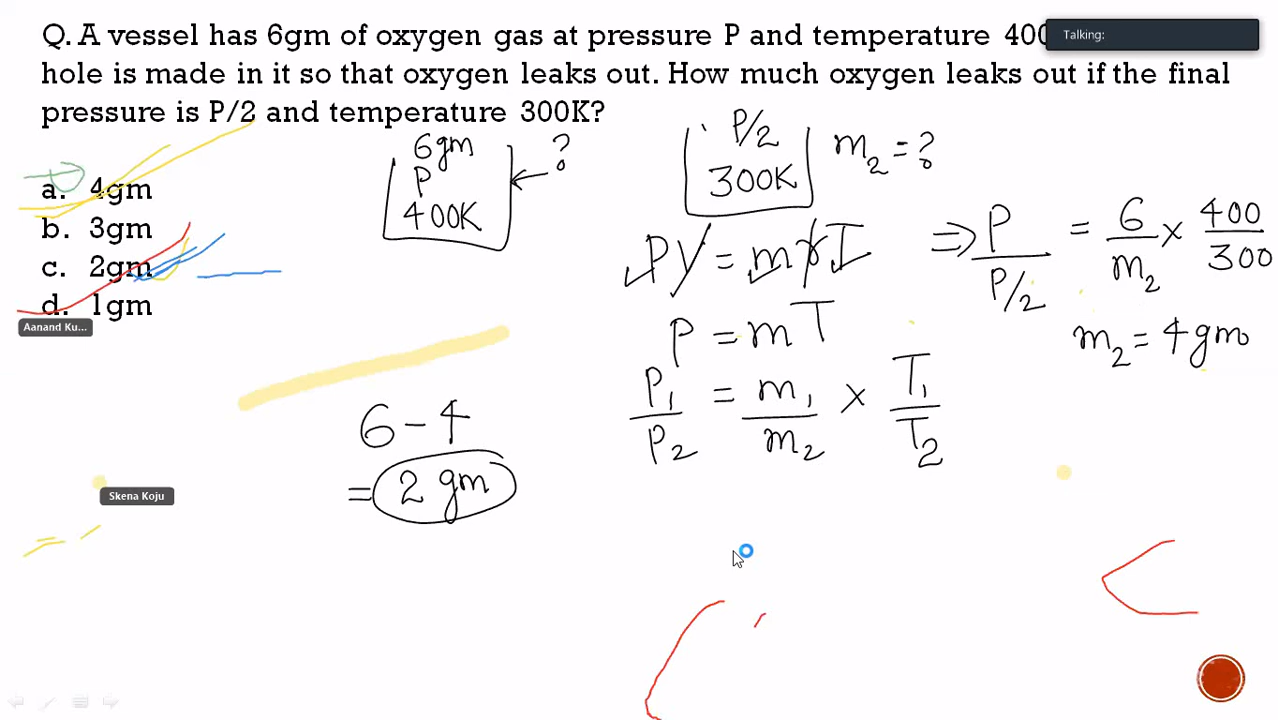 Q. A vessel has 6gm of oxygen gas at pressure P and temperature 400
Talking:
hole is made in it so that oxygen leaks out. How much oxygen leaks out if the final
pressure is P/2 and temperature 300K?
a. 4gm
b. 3gm
c. 2gm
d. 1gm
Aanand Ku...
6gm
P
400K
?
P/2
300K
m₂ = ?
PV = mrT
P = mT
P₁/P₂ = m₁/m₂ × T₁/T₂
⇒ P/(P/2) = 6/m₂ × 400/300
m₂ = 4gm
6 - 4
= 2 gm
Skena Koju